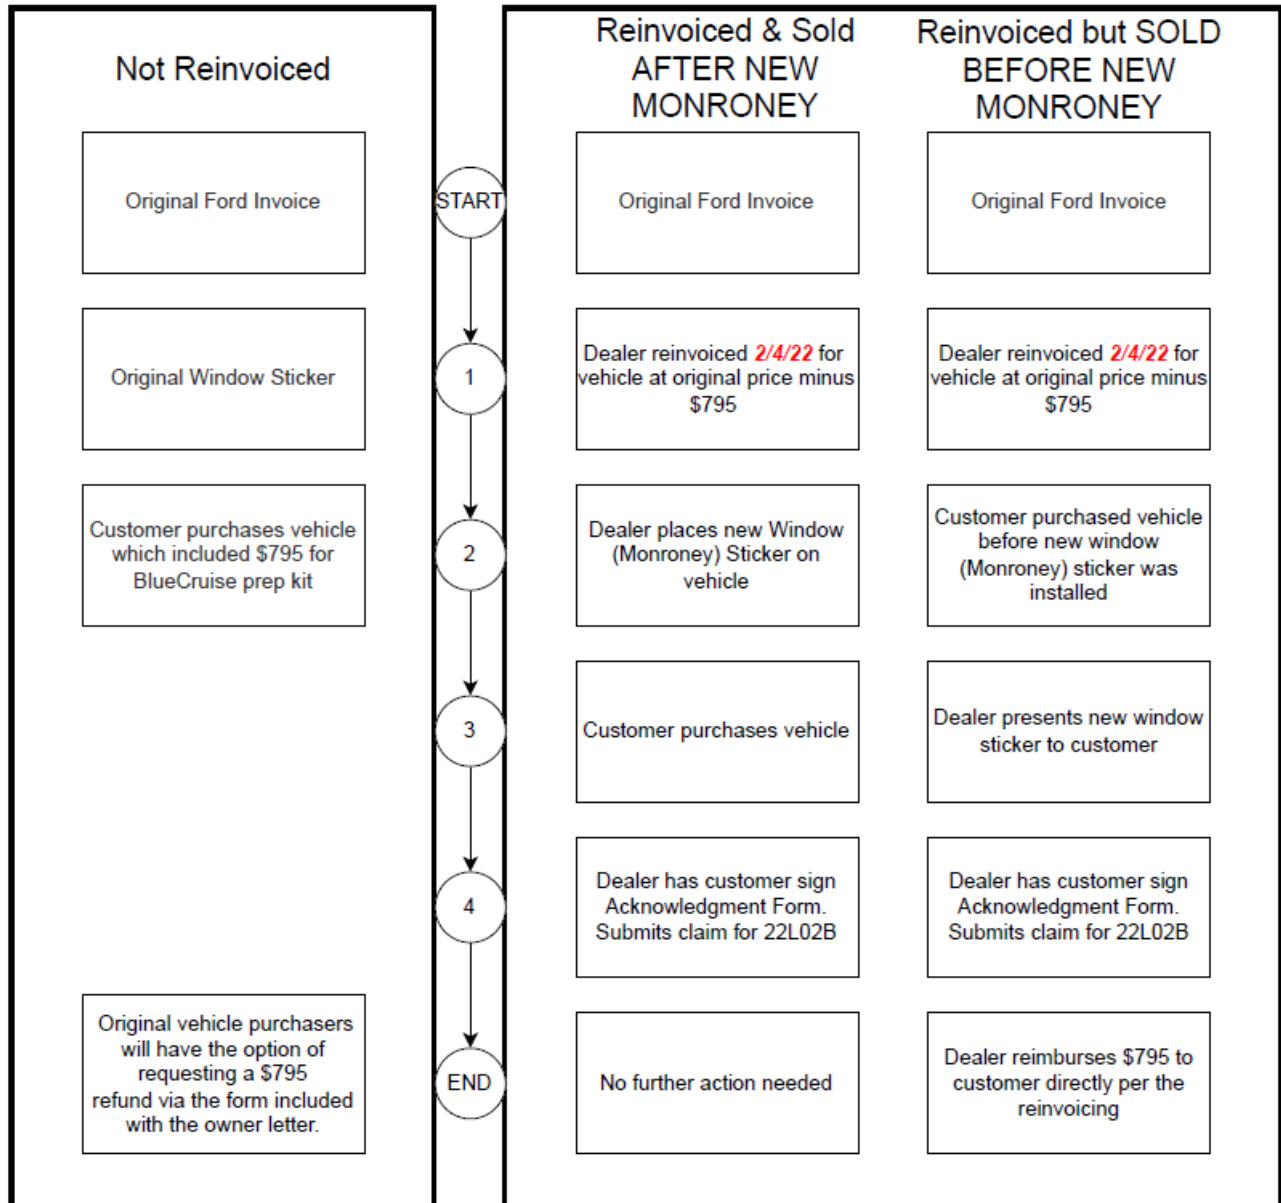 Not Reinvoiced
Original Ford Invoice
Original Window Sticker
Customer purchases vehicle
which included $795 for
BlueCruise prep kit
Original vehicle purchasers
will have the option of
requesting a $795
refund via the form included
with the owner letter.
START
1
2
3
4
END
Reinvoiced & Sold
AFTER NEW
MONRONEY
Original Ford Invoice
Dealer reinvoiced 2/4/22 for
vehicle at original price minus
$795
Dealer places new Window
(Monroney) Sticker on
vehicle
Customer purchases vehicle
Dealer has customer sign
Acknowledgment Form.
Submits claim for 22L02B
No further action needed
Reinvoiced but SOLD
BEFORE NEW
MONRONEY
Original Ford Invoice
Dealer reinvoiced 2/4/22 for
vehicle at original price minus
$795
Customer purchased vehicle
before new window
(Monroney) sticker was
installed
Dealer presents new window
sticker to customer
Dealer has customer sign
Acknowledgment Form.
Submits claim for 22L02B
Dealer reimburses $795 to
customer directly per the
reinvoicing